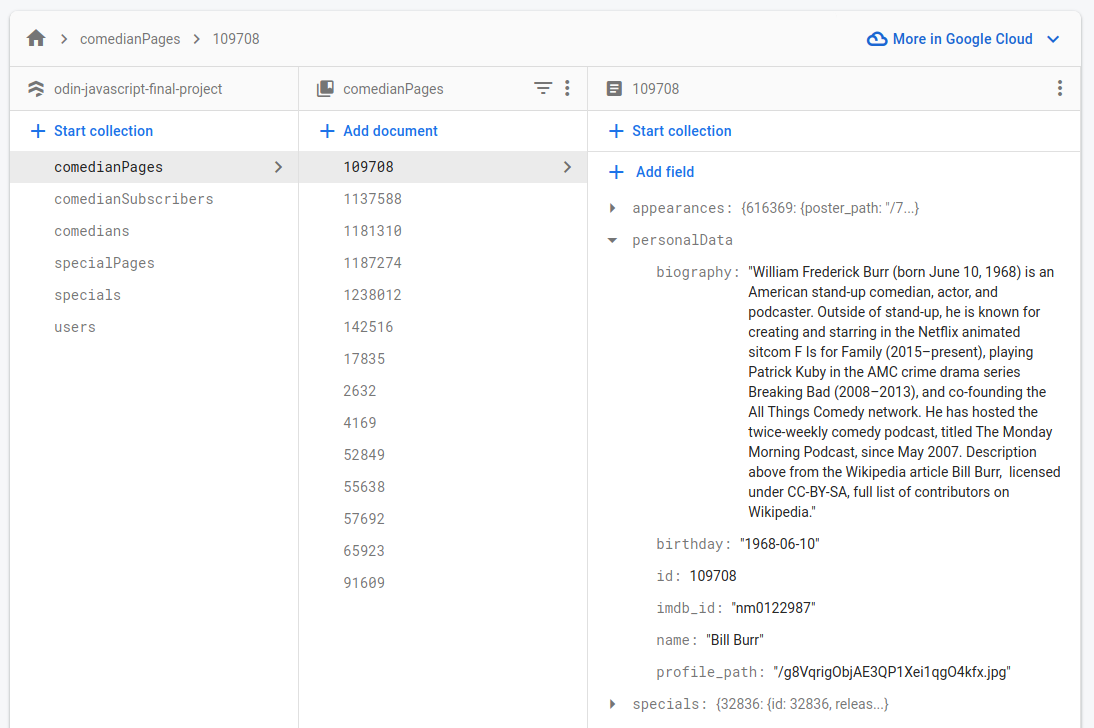 comedianPages
109708
More in Google Cloud
odin-javascript-final-project
comedianPages
109708
Start collection
Add document
Start collection
comedianPages
comedianSubscribers
comedians
specialPages
specials
users
109708
1137588
1181310
1187274
1238012
142516
17835
2632
4169
52849
55638
57692
65923
91609
Add field
appearances: {616369: {poster_path: "/7...}
personalData
biography: "William Frederick Burr (born June 10, 1968) is an
American stand-up comedian, actor, and
podcaster. Outside of stand-up, he is known for
creating and starring in the Netflix animated
sitcom F Is for Family (2015–present), playing
Patrick Kuby in the AMC crime drama series
Breaking Bad (2008–2013), and co-founding the
All Things Comedy network. He has hosted the
twice-weekly comedy podcast, titled The Monday
Morning Podcast, since May 2007. Description
above from the Wikipedia article Bill Burr,  licensed
under CC-BY-SA, full list of contributors on
Wikipedia."
birthday: "1968-06-10"
id: 109708
imdb_id: "nm0122987"
name: "Bill Burr"
profile_path: "/g8VqrigObjAE3QP1Xei1qgO4kfx.jpg"
specials: {32836: {id: 32836, releas...}